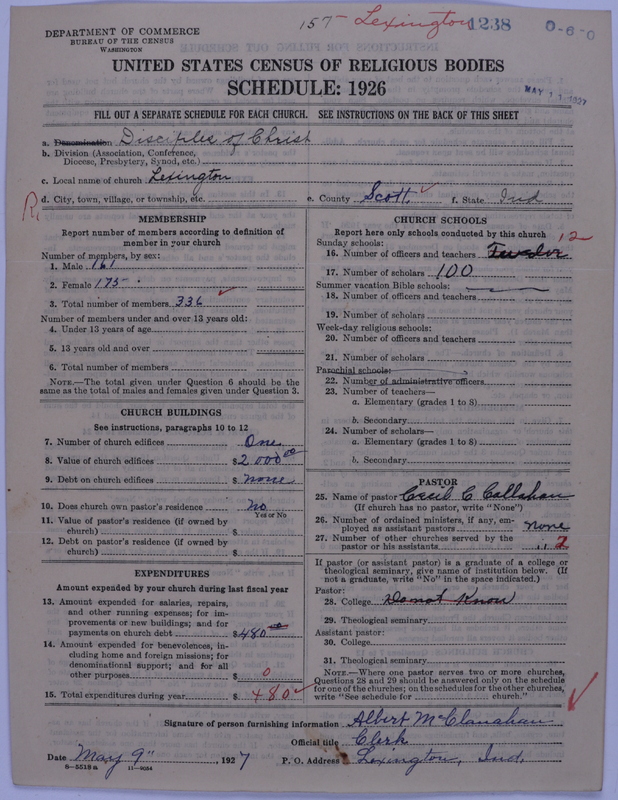 157- Lexington 1238 0-6-0
DEPARTMENT OF COMMERCE
BUREAU OF THE CENSUS
WASHINGTON
MAY 11 1927
UNITED STATES CENSUS OF RELIGIOUS BODIES
SCHEDULE: 1926
FILL OUT A SEPARATE SCHEDULE FOR EACH CHURCH. SEE INSTRUCTIONS ON THE BACK OF THIS SHEET
a. Denomination Disciples of Christ
b. Division (Association, Conference,
Diocese, Presbytery, Synod, etc.)
c. Local name of church Lexington
d. City, town, village, or township, etc. e. County Scott f. State Ind
R
MEMBERSHIP
Report number of members according to definition of
member in your church
Number of members, by sex:
1. Male 161
2. Female 175
3. Total number of members 336
Number of members under and over 13 years old:
4. Under 13 years of age
5. 13 years old and over
6. Total number of members
NOTE.—The total given under Question 6 should be the
same as the total of males and females given under Question 3.
CHURCH BUILDINGS
See instructions, paragraphs 10 to 12
7. Number of church edifices One
8. Value of church edifices $2000 00
9. Debt on church edifices $ none
10. Does church own pastor's residence No
Yes or No
11. Value of pastor's residence (if owned by
church) $
12. Debt on pastor's residence (if owned by
church) $
EXPENDITURES
Amount expended by your church during last fiscal year
13. Amount expended for salaries, repairs,
and other running expenses; for im-
provements or new buildings; and for
payments on church debt $480 00
14. Amount expended for benevolences, in-
cluding home and foreign missions; for
denominational support; and for all
other purposes $ 0
15. Total expenditures during year $ 480
CHURCH SCHOOLS
Report here only schools conducted by this church
Sunday schools: 12
16. Number of officers and teachers Twelve
17. Number of scholars 100
Summer vacation Bible schools:
18. Number of officers and teachers
19. Number of scholars
Week-day religious schools:
20. Number of officers and teachers
21. Number of scholars
Parochial schools:
22. Number of administrative officers
23. Number of teachers—
a. Elementary (grades 1 to 8)
b. Secondary
24. Number of scholars—
a. Elementary (grades 1 to 8)
b. Secondary
PASTOR
25. Name of pastor Cecil C Callahan
(If church has no pastor, write "None")
26. Number of ordained ministers, if any, em-
ployed as assistant pastors none
27. Number of other churches served by the
pastor or his assistants 2
If pastor (or assistant pastor) is a graduate of a college or
theological seminary, give name of institution below. (If
not a graduate, write "No" in the space indicated.)
Pastor:
28. College Do not Know
29. Theological seminary
Assistant pastor:
30. College
31. Theological seminary
NOTE.—Where one pastor serves two or more churches,
Questions 28 and 29 should be answered only on the schedule
for one of the churches; on the schedules for the other churches,
write "See schedule for church."
Signature of person furnishing information Albert McClanahan
Official title Clerk
Date May 9", 1927 P. O. Address Lexington, Ind.
6-5518a 11-9034